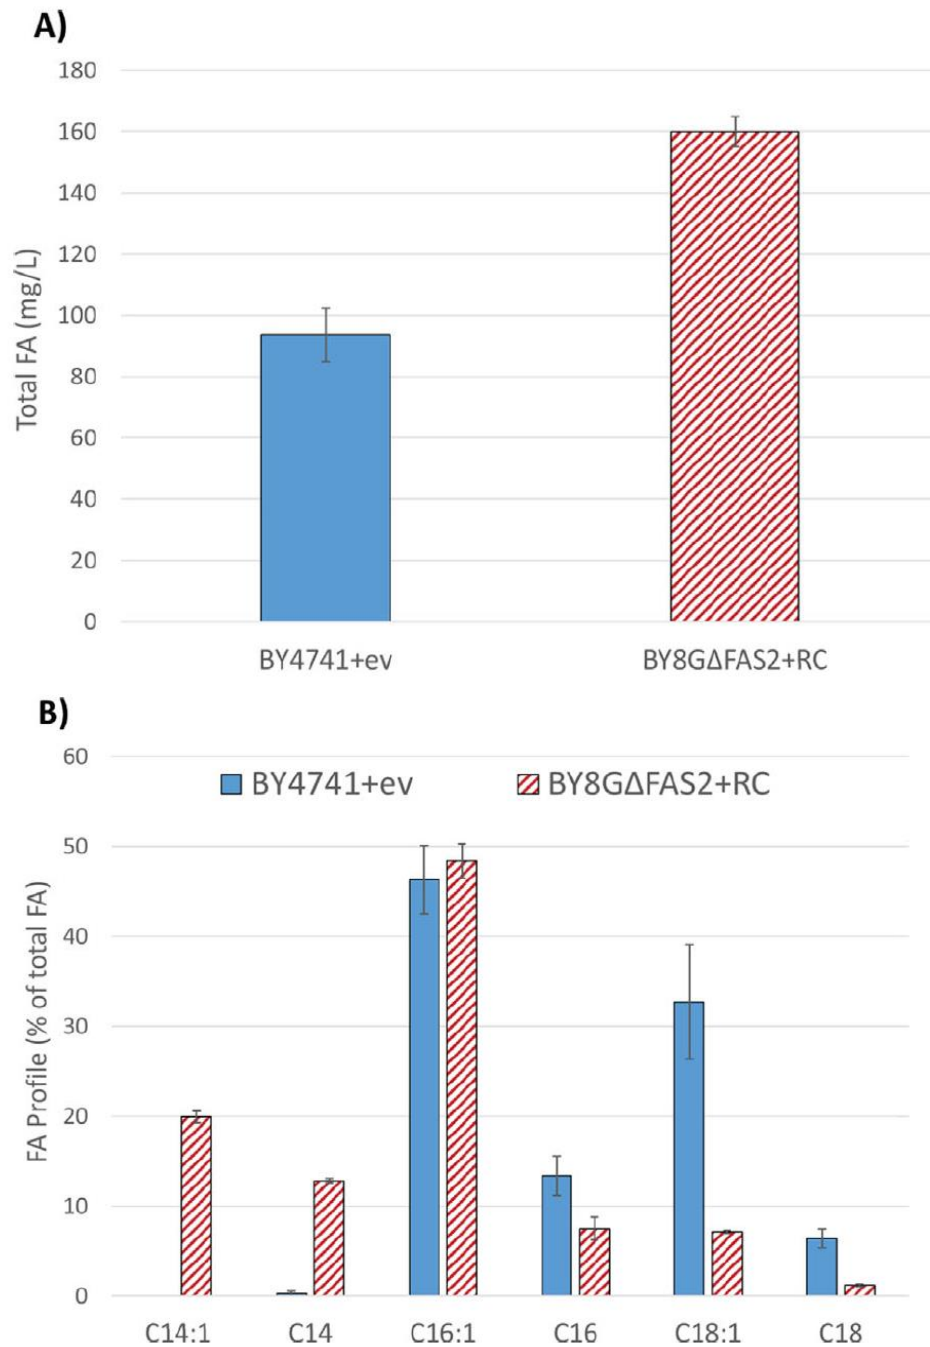 A)
180
160
140
120
100
80
60
40
20
0
Total FA (mg/L)
BY4741+ev
BY8GΔFAS2+RC
B)
60
50
40
30
20
10
0
FA Profile (% of total FA)
BY4741+ev
BY8GΔFAS2+RC
C14:1
C14
C16:1
C16
C18:1
C18